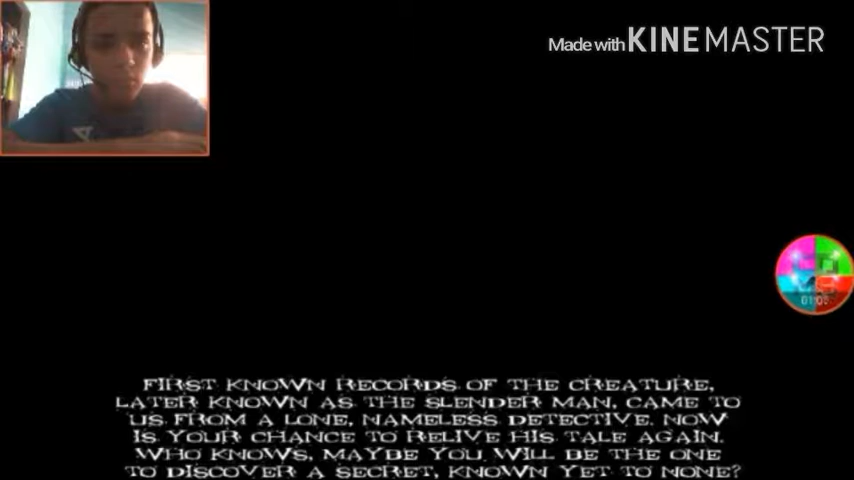 Made with KINEMASTER
01:00
FIRST KNOWN RECORDS OF THE CREATURE,
LATER KNOWN AS THE SLENDER MAN, CAME TO
US FROM A LONE, NAMELESS DETECTIVE. NOW
IS YOUR CHANCE TO RELIVE HIS TALE AGAIN.
WHO KNOWS, MAYBE YOU WILL BE THE ONE
TO DISCOVER A SECRET, KNOWN YET TO NONE?